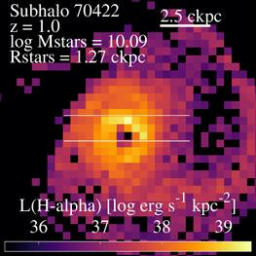 Subhalo 70422
2.5 ckpc
z = 1.0
log Mstars = 10.09
Rstars = 1.27 ckpc
L(H-alpha) [log erg s⁻¹ kpc⁻²]
36 37 38 39